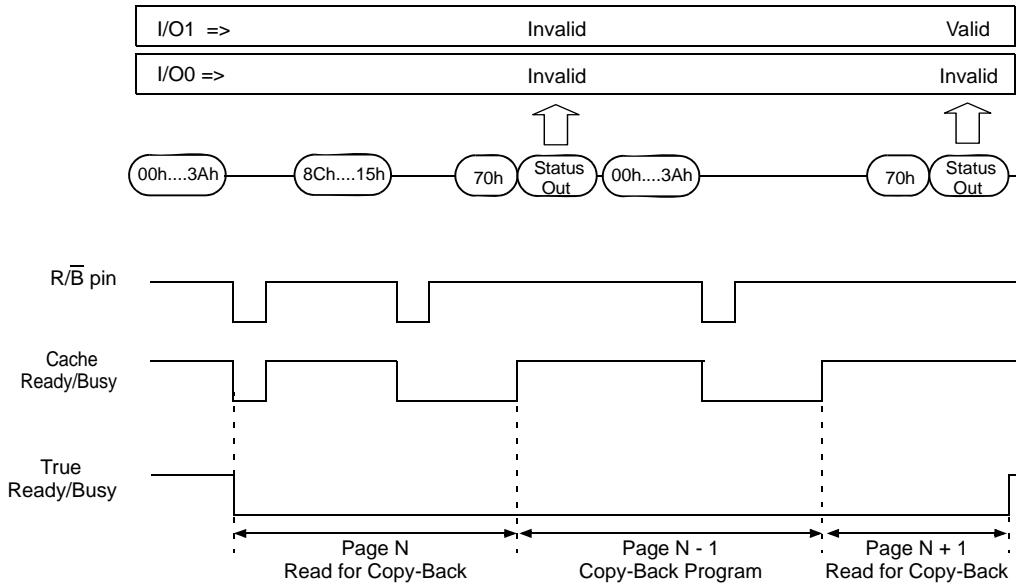 I/O1 => Invalid Valid
I/O0 => Invalid Invalid
00h....3Ah 8Ch....15h 70h Status Out 00h....3Ah 70h Status Out
R/B̅ pin
Cache
Ready/Busy
True
Ready/Busy
Page N Page N - 1 Page N + 1
Read for Copy-Back Copy-Back Program Read for Copy-Back